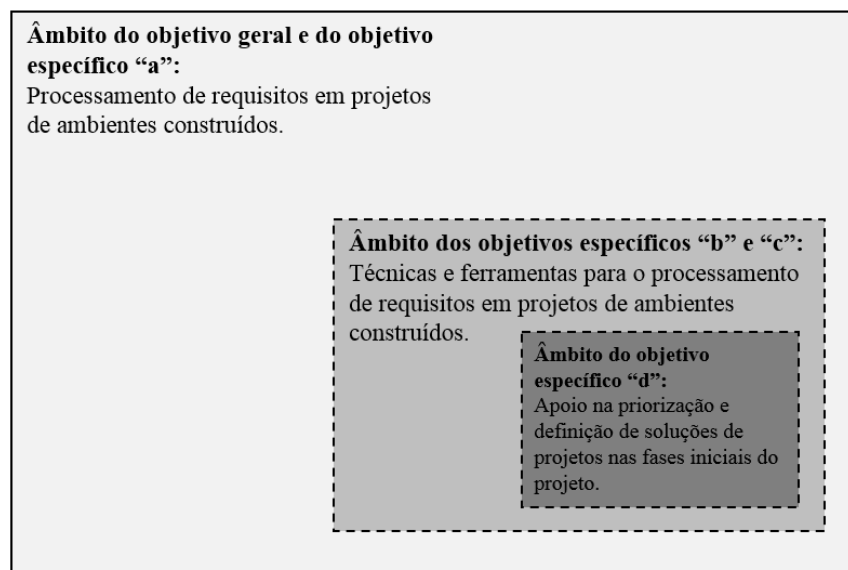 Âmbito do objetivo geral e do objetivo
específico “a”:
Processamento de requisitos em projetos
de ambientes construídos.
Âmbito dos objetivos específicos “b” e “c”:
Técnicas e ferramentas para o processamento
de requisitos em projetos de ambientes
construídos.
Âmbito do objetivo
específico “d”:
Apoio na priorização e
definição de soluções de
projetos nas fases iniciais do
projeto.